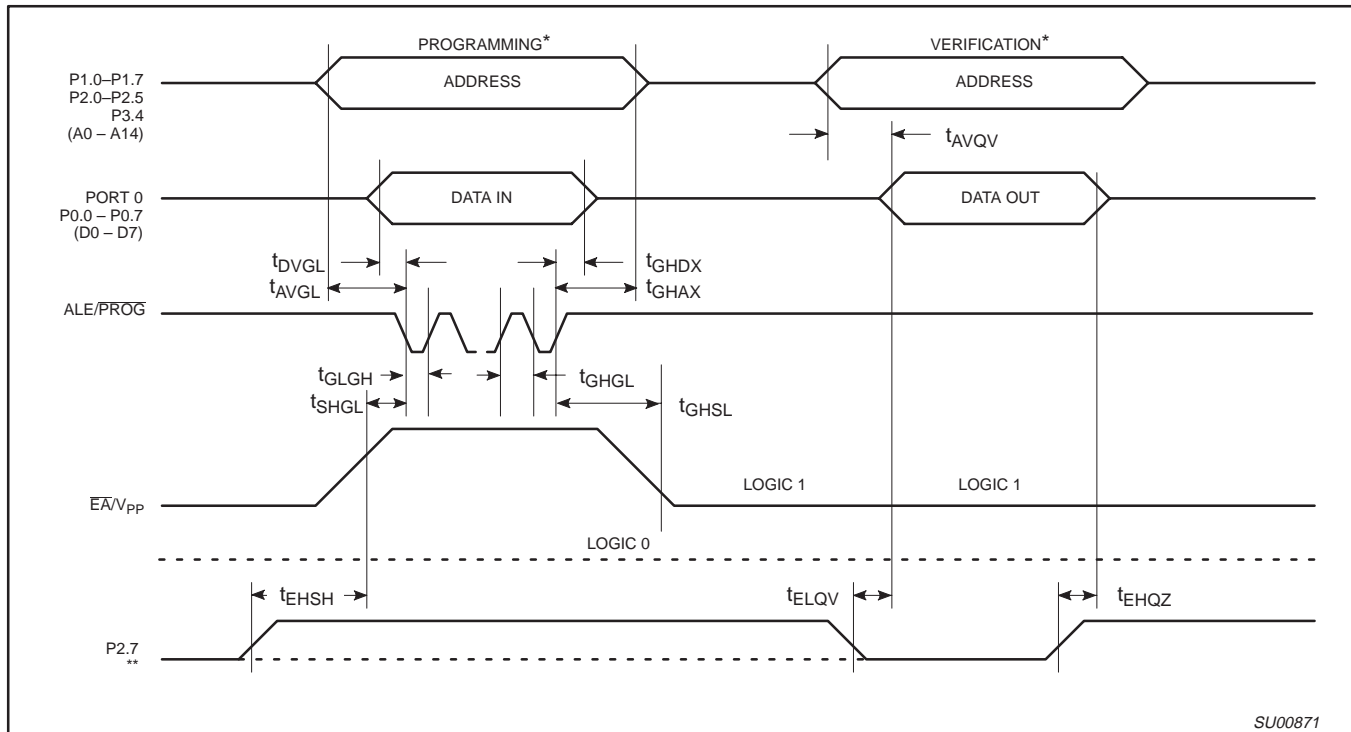 PROGRAMMING*
VERIFICATION*
P1.0–P1.7
P2.0–P2.5
P3.4
(A0 – A14)
ADDRESS
ADDRESS
tAVQV
PORT 0
P0.0 – P0.7
(D0 – D7)
DATA IN
DATA OUT
tDVGL
tGHDX
tAVGL
tGHAX
ALE/PROG
tGLGH
tGHGL
tSHGL
tGHSL
EA/VPP
LOGIC 1
LOGIC 1
LOGIC 0
tEHSH
tELQV
tEHQZ
P2.7
**
SU00871